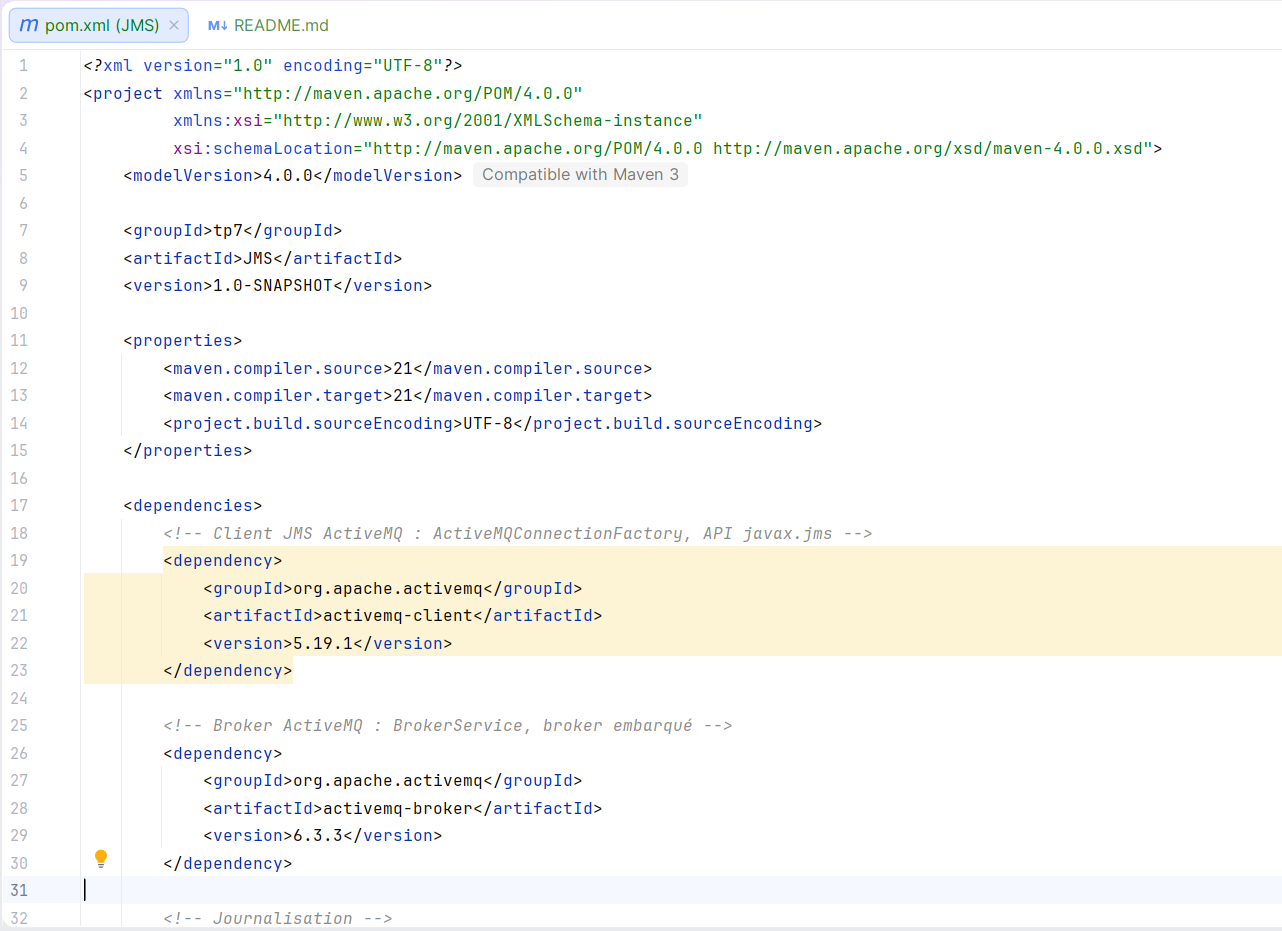 pom.xml (JMS)
README.md
1 <?xml version="1.0" encoding="UTF-8"?>
2 <project xmlns="http://maven.apache.org/POM/4.0.0"
3 xmlns:xsi="http://www.w3.org/2001/XMLSchema-instance"
4 xsi:schemaLocation="http://maven.apache.org/POM/4.0.0 http://maven.apache.org/xsd/maven-4.0.0.xsd">
5 <modelVersion>4.0.0</modelVersion> Compatible with Maven 3
6
7 <groupId>tp7</groupId>
8 <artifactId>JMS</artifactId>
9 <version>1.0-SNAPSHOT</version>
10
11 <properties>
12 <maven.compiler.source>21</maven.compiler.source>
13 <maven.compiler.target>21</maven.compiler.target>
14 <project.build.sourceEncoding>UTF-8</project.build.sourceEncoding>
15 </properties>
16
17 <dependencies>
18 <!-- Client JMS ActiveMQ : ActiveMQConnectionFactory, API javax.jms -->
19 <dependency>
20 <groupId>org.apache.activemq</groupId>
21 <artifactId>activemq-client</artifactId>
22 <version>5.19.1</version>
23 </dependency>
24
25 <!-- Broker ActiveMQ : BrokerService, broker embarqué -->
26 <dependency>
27 <groupId>org.apache.activemq</groupId>
28 <artifactId>activemq-broker</artifactId>
29 <version>6.3.3</version>
30 </dependency>
31
32 <!-- Journalisation -->